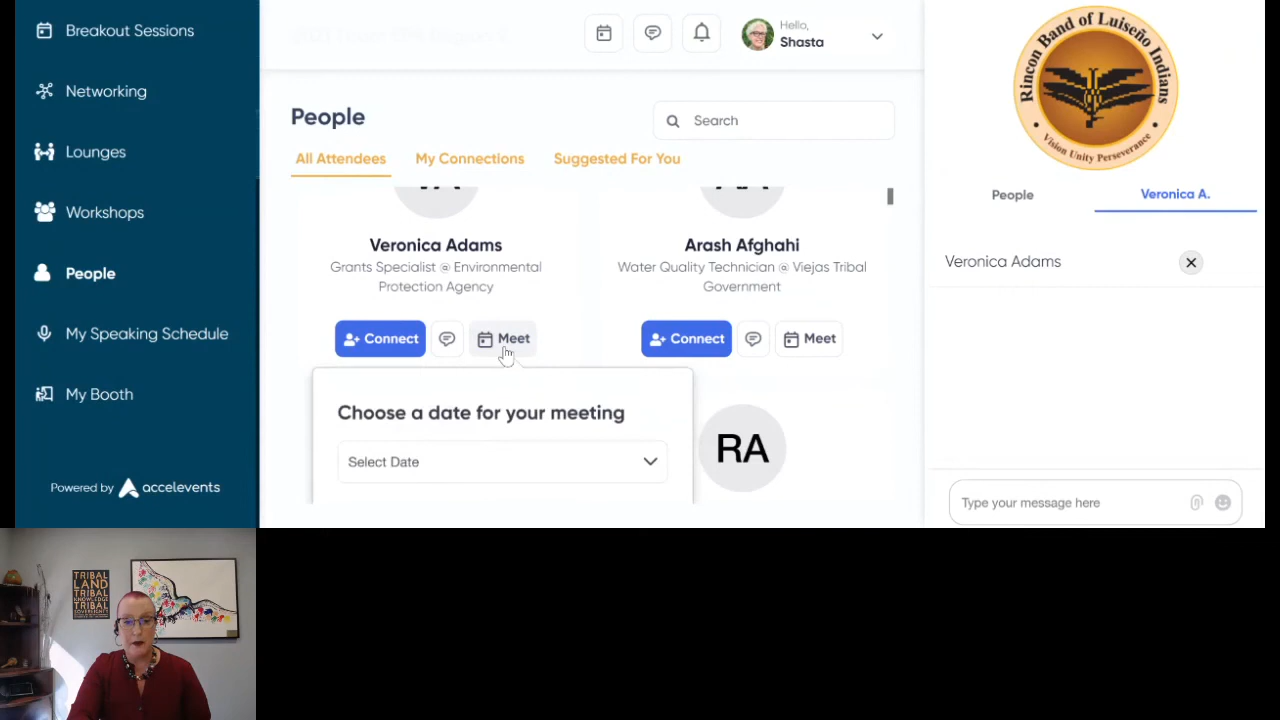 Breakout Sessions
Networking
Lounges
Workshops
People
My Speaking Schedule
My Booth
Powered by accelevents
Hello,
Shasta
People
Search
All Attendees
My Connections
Suggested For You
Veronica Adams
Grants Specialist @ Environmental
Protection Agency
Connect
Meet
Arash Afghahi
Water Quality Technician @ Viejas Tribal
Government
Connect
Meet
Choose a date for your meeting
Select Date
RA
Rincon Band of Luiseño Indians
• Vision Unity Perseverance •
People
Veronica A.
Veronica Adams
Type your message here
TRIBAL
LAND
TRIBAL
KNOWLEDGE
TRIBAL
SOVEREIGNTY